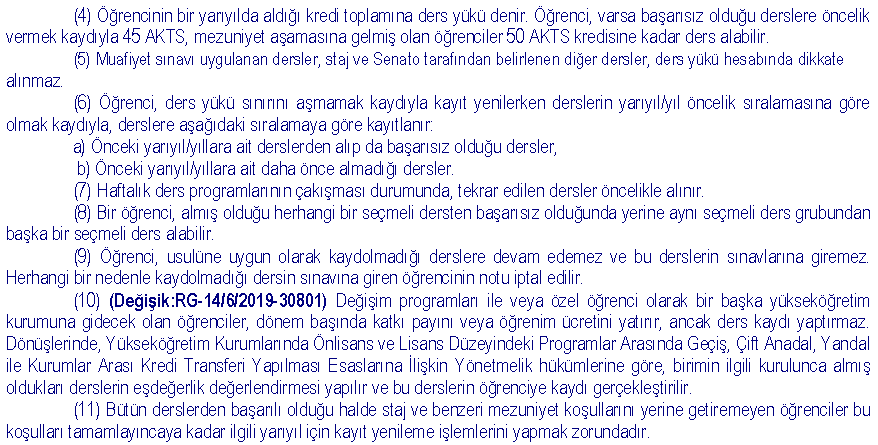 (4) Öğrencinin bir yarıyılda aldığı kredi toplamına ders yükü denir. Öğrenci, varsa başarısız olduğu derslere öncelik
vermek kaydıyla 45 AKTS, mezuniyet aşamasına gelmiş olan öğrenciler 50 AKTS kredisine kadar ders alabilir.
(5) Muafiyet sınavı uygulanan dersler, staj ve Senato tarafından belirlenen diğer dersler, ders yükü hesabında dikkate
alınmaz.
(6) Öğrenci, ders yükü sınırını aşmamak kaydıyla kayıt yenilerken derslerin yarıyıl/yıl öncelik sıralamasına göre
olmak kaydıyla, derslere aşağıdaki sıralamaya göre kayıtlanır:
a) Önceki yarıyıl/yıllara ait derslerden alıp da başarısız olduğu dersler,
b) Önceki yarıyıl/yıllara ait daha önce almadığı dersler.
(7) Haftalık ders programlarının çakışması durumunda, tekrar edilen dersler öncelikle alınır.
(8) Bir öğrenci, almış olduğu herhangi bir seçmeli dersten başarısız olduğunda yerine aynı seçmeli ders grubundan
başka bir seçmeli ders alabilir.
(9) Öğrenci, usulüne uygun olarak kaydolmadığı derslere devam edemez ve bu derslerin sınavlarına giremez.
Herhangi bir nedenle kaydolmadığı dersin sınavına giren öğrencinin notu iptal edilir.
(10) (Değişik:RG-14/6/2019-30801) Değişim programları ile veya özel öğrenci olarak bir başka yükseköğretim
kurumuna gidecek olan öğrenciler, dönem başında katkı payını veya öğrenim ücretini yatırır, ancak ders kaydı yaptırmaz.
Dönüşlerinde, Yükseköğretim Kurumlarında Önlisans ve Lisans Düzeyindeki Programlar Arasında Geçiş, Çift Anadal, Yandal
ile Kurumlar Arası Kredi Transferi Yapılması Esaslarına İlişkin Yönetmelik hükümlerine göre, birimin ilgili kurulunca almış
oldukları derslerin eşdeğerlik değerlendirmesi yapılır ve bu derslerin öğrenciye kaydı gerçekleştirilir.
(11) Bütün derslerden başarılı olduğu halde staj ve benzeri mezuniyet koşullarını yerine getiremeyen öğrenciler bu
koşulları tamamlayıncaya kadar ilgili yarıyıl için kayıt yenileme işlemlerini yapmak zorundadır.